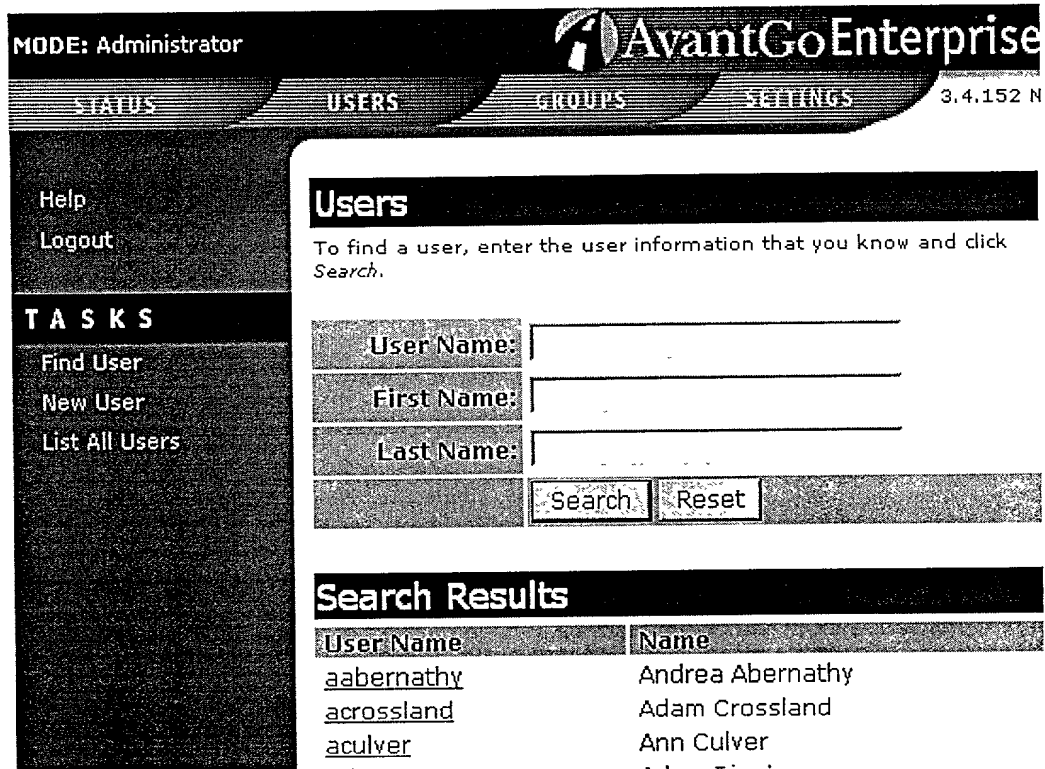 MODE: Administrator
AvantGoEnterprise
STATUS USERS GROUPS SETTINGS 3.4.152 N
Help
Logout
TASKS
Find User
New User
List All Users
Users
To find a user, enter the user information that you know and click
Search.
User Name:
First Name:
Last Name:
Search Reset
Search Results
User Name Name
aabernathy Andrea Abernathy
acrossland Adam Crossland
aculver Ann Culver